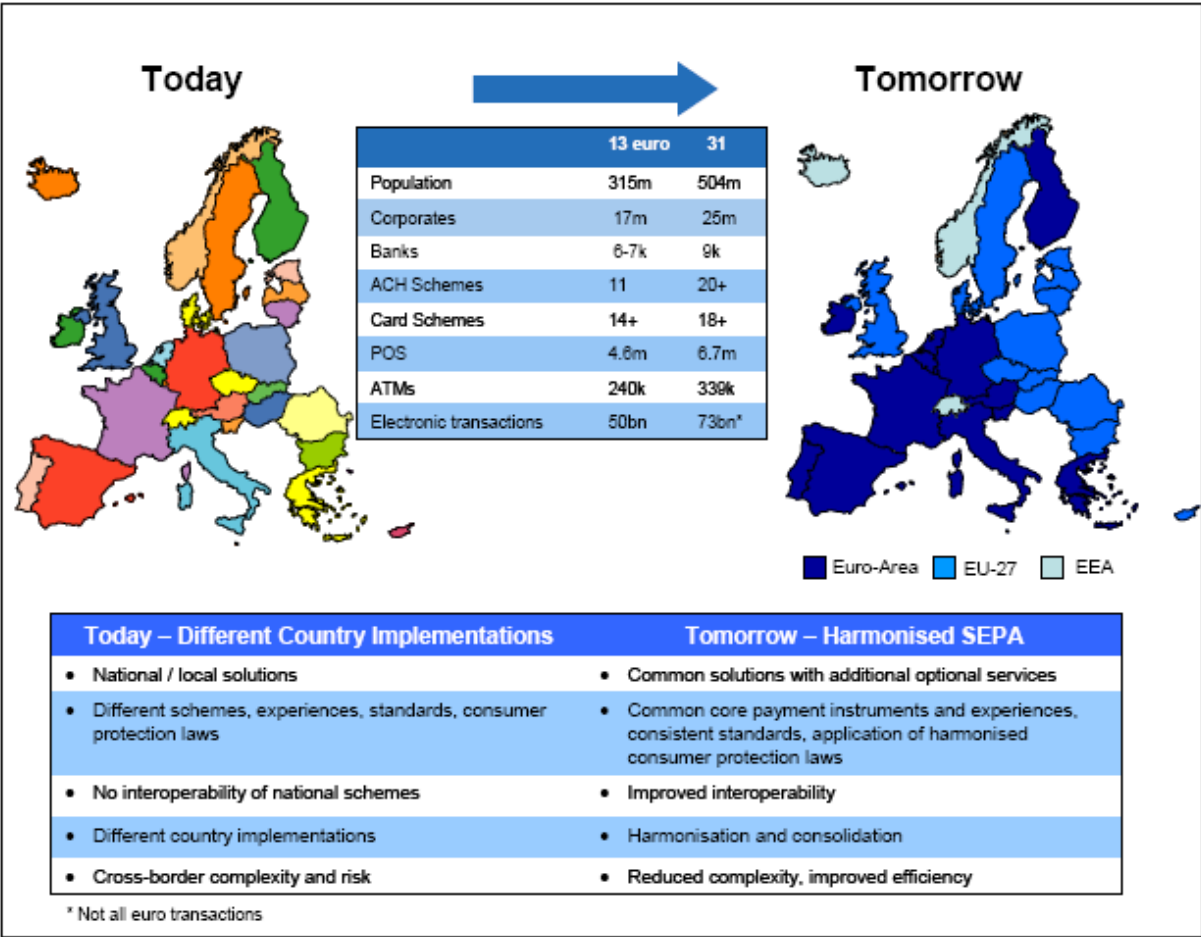 Today
Tomorrow
13 euro 31
Population 315m 504m
Corporates 17m 25m
Banks 6-7k 9k
ACH Schemes 11 20+
Card Schemes 14+ 18+
POS 4.6m 6.7m
ATMs 240k 339k
Electronic transactions 50bn 73bn*
Euro-Area EU-27 EEA
Today – Different Country Implementations Tomorrow – Harmonised SEPA
• National / local solutions • Common solutions with additional optional services
• Different schemes, experiences, standards, consumer
protection laws
• Common core payment instruments and experiences,
consistent standards, application of harmonised
consumer protection laws
• No interoperability of national schemes • Improved interoperability
• Different country implementations • Harmonisation and consolidation
• Cross-border complexity and risk • Reduced complexity, improved efficiency
* Not all euro transactions